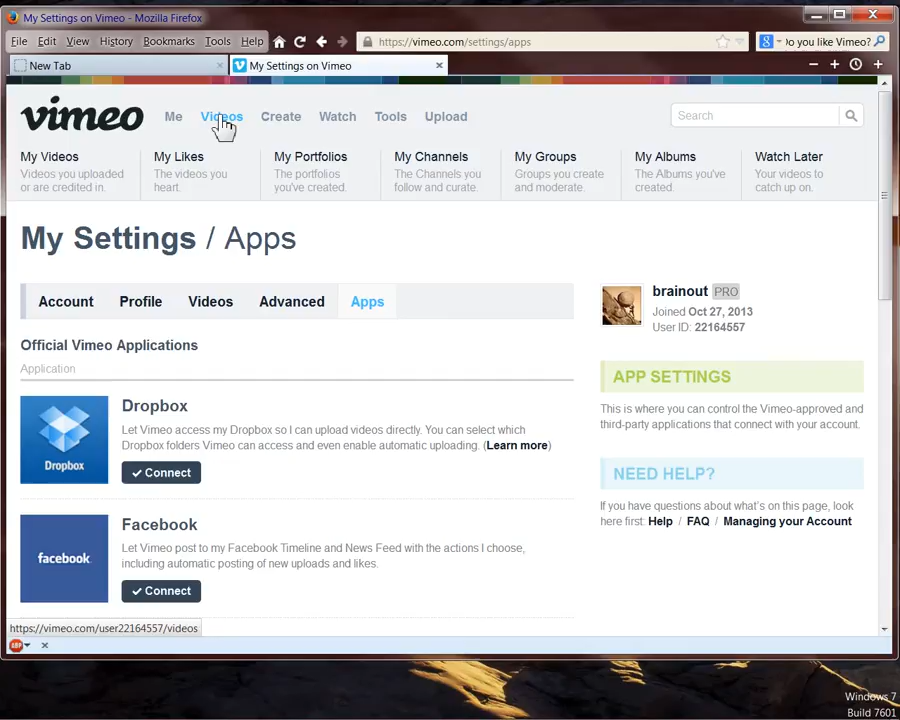 My Settings on Vimeo - Mozilla Firefox
File Edit View History Bookmarks Tools Help
https://vimeo.com/settings/apps
you like Vimeo?
New Tab
My Settings on Vimeo
vimeo
Me Videos Create Watch Tools Upload
Search
My Videos
Videos you uploaded
or are credited in.
My Likes
The videos you
heart.
My Portfolios
The portfolios
you've created.
My Channels
The Channels you
follow and curate.
My Groups
Groups you create
and moderate.
My Albums
The Albums you've
created.
Watch Later
Your videos to
catch up on.
My Settings / Apps
Account Profile Videos Advanced Apps
Official Vimeo Applications
Application
Dropbox
Dropbox
Let Vimeo access my Dropbox so I can upload videos directly. You can select which
Dropbox folders Vimeo can access and even enable automatic uploading. (Learn more)
Connect
facebook
Facebook
Let Vimeo post to my Facebook Timeline and News Feed with the actions I choose,
including automatic posting of new uploads and likes.
Connect
brainout PRO
Joined Oct 27, 2013
User ID: 22164557
APP SETTINGS
This is where you can control the Vimeo-approved and
third-party applications that connect with your account.
NEED HELP?
If you have questions about what's on this page, look
here first: Help / FAQ / Managing your Account
https://vimeo.com/user22164557/videos
ABP
Windows 7
Build 7601